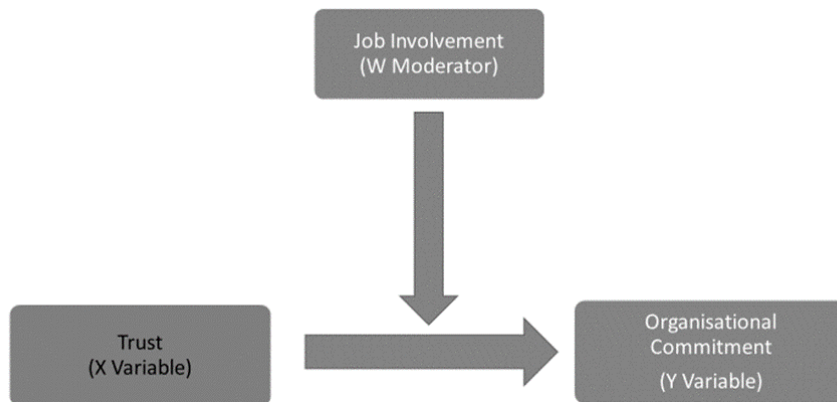 Job Involvement
(W Moderator)
Trust
(X Variable)
Organisational
Commitment
(Y Variable)